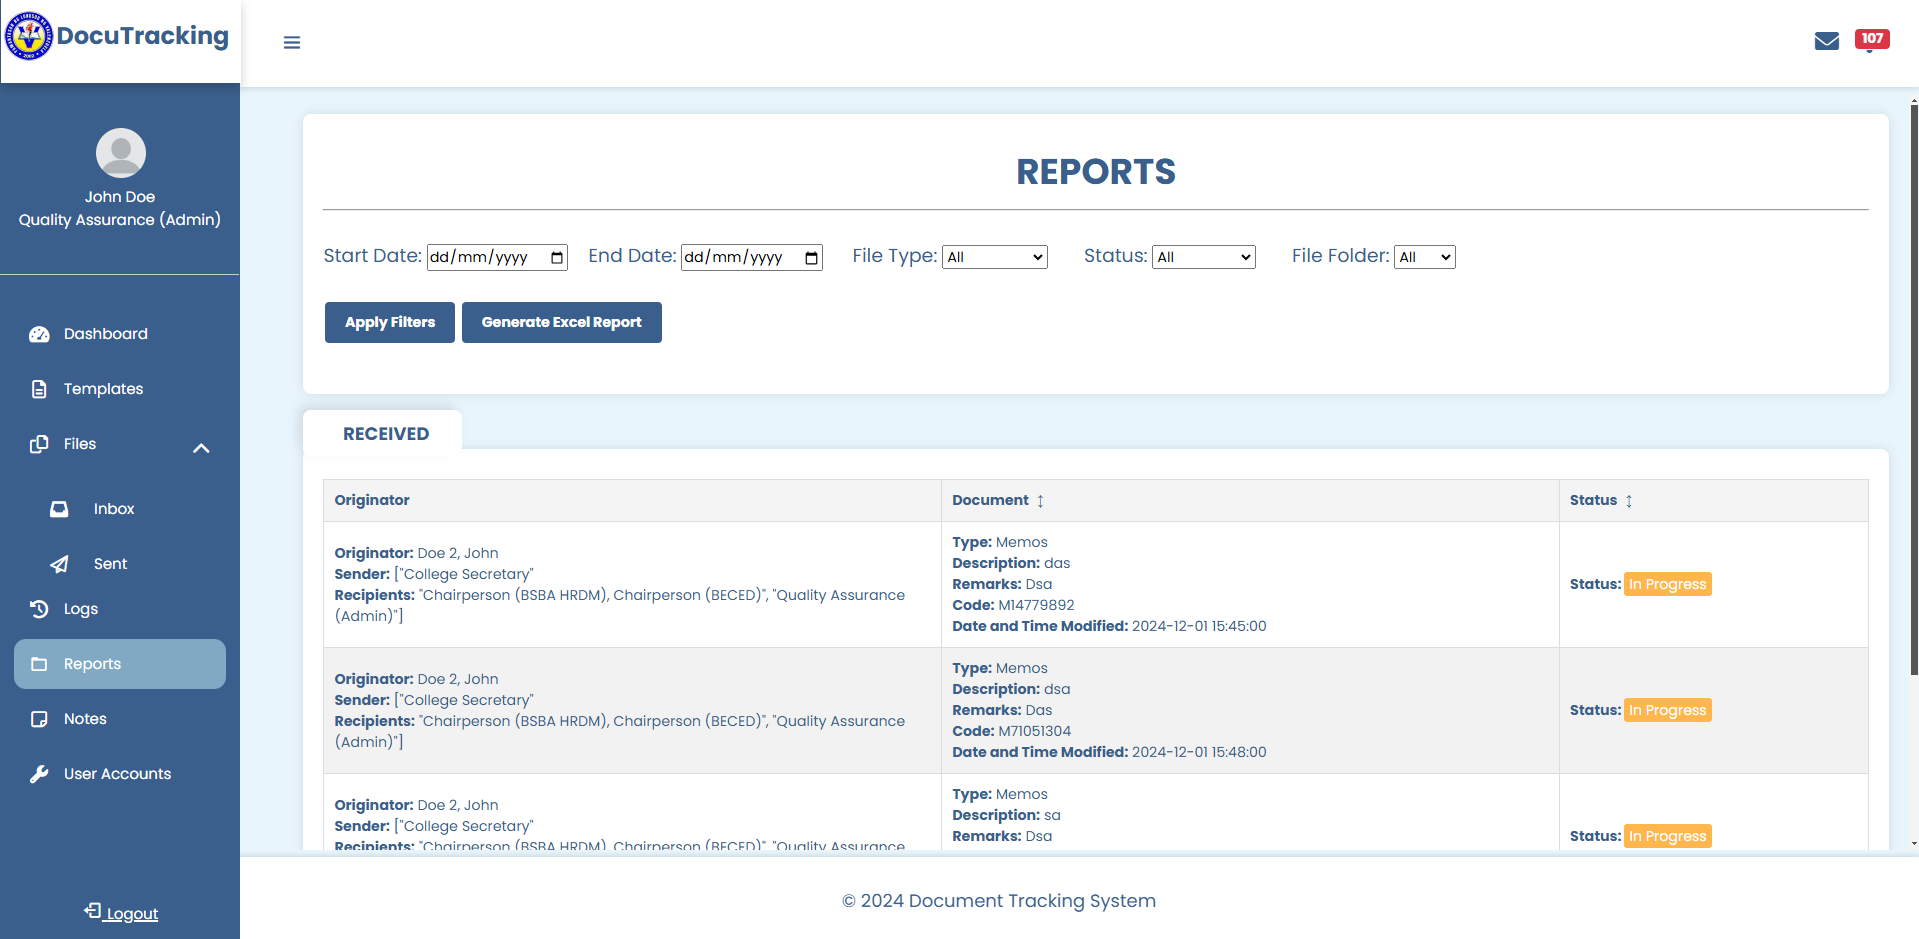 DocuTracking
107
John Doe
Quality Assurance (Admin)
Dashboard
Templates
Files
Inbox
Sent
Logs
Reports
Notes
User Accounts
Logout
REPORTS
Start Date: dd/mm/yyyy End Date: dd/mm/yyyy File Type: All Status: All File Folder: All
Apply Filters Generate Excel Report
RECEIVED
Originator Document ↕ Status ↕
Originator: Doe 2, John
Sender: ["College Secretary"
Recipients: "Chairperson (BSBA HRDM), Chairperson (BECED)", "Quality Assurance
(Admin)"]
Type: Memos
Description: das
Remarks: Dsa
Code: M14779892
Date and Time Modified: 2024-12-01 15:45:00
Status: In Progress
Originator: Doe 2, John
Sender: ["College Secretary"
Recipients: "Chairperson (BSBA HRDM), Chairperson (BECED)", "Quality Assurance
(Admin)"]
Type: Memos
Description: dsa
Remarks: Das
Code: M71051304
Date and Time Modified: 2024-12-01 15:48:00
Status: In Progress
Originator: Doe 2, John
Sender: ["College Secretary"
Recipients: "Chairperson (BSBA HRDM), Chairperson (BECED)", "Quality Assurance
Type: Memos
Description: sa
Remarks: Dsa
Status: In Progress
© 2024 Document Tracking System